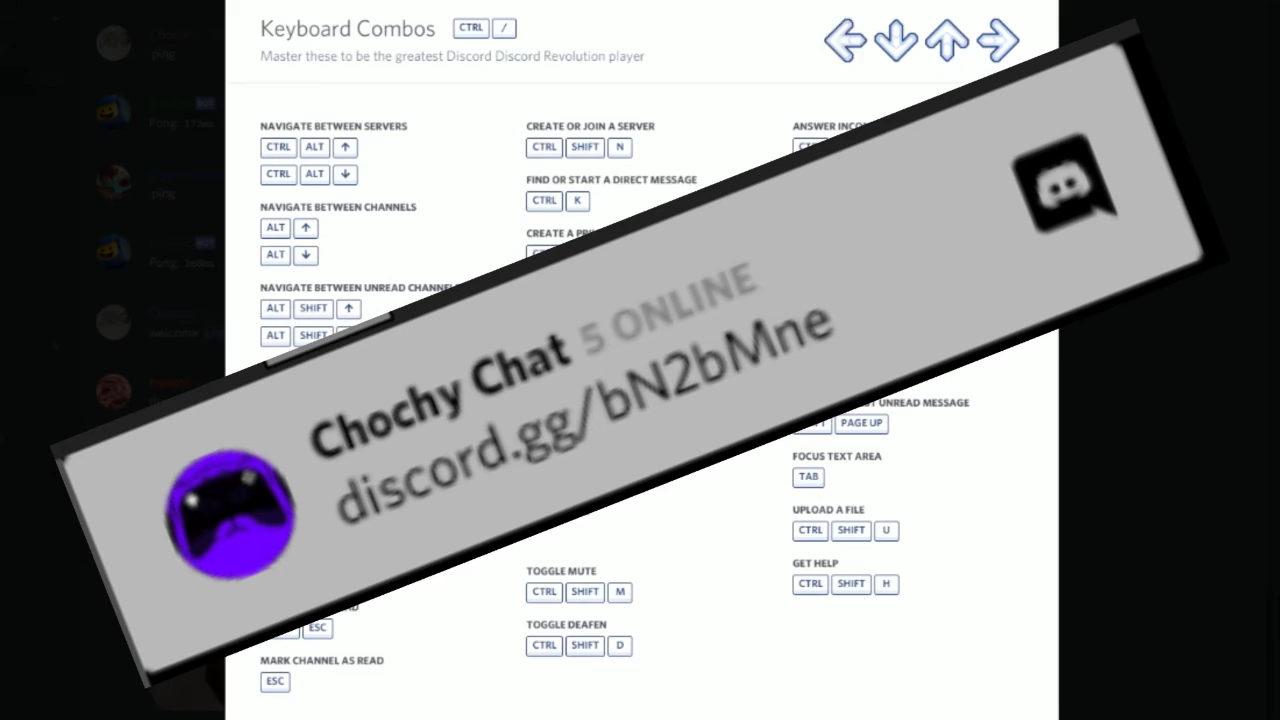 Keyboard Combos CTRL /
Master these to be the greatest Discord Discord Revolution player
NAVIGATE BETWEEN SERVERS
CTRL ALT ↑
CTRL ALT ↓
NAVIGATE BETWEEN CHANNELS
ALT ↑
ALT ↓
NAVIGATE BETWEEN UNREAD
ALT SHIFT ↑
ALT
ESC
MARK CHANNEL AS READ
ESC
CREATE OR JOIN A SERVER
CTRL SHIFT N
FIND OR START A DIRECT MESSAGE
CTRL K
CREATE A
TOGGLE MUTE
CTRL SHIFT M
TOGGLE DEAFEN
CTRL SHIFT D
ANSWER
UNREAD MESSAGE
PAGE UP
FOCUS TEXT AREA
TAB
UPLOAD A FILE
CTRL SHIFT U
GET HELP
CTRL SHIFT H
Chochy Chat 5 ONLINE
discord.gg/bN2bMne
ping
ping
welcome